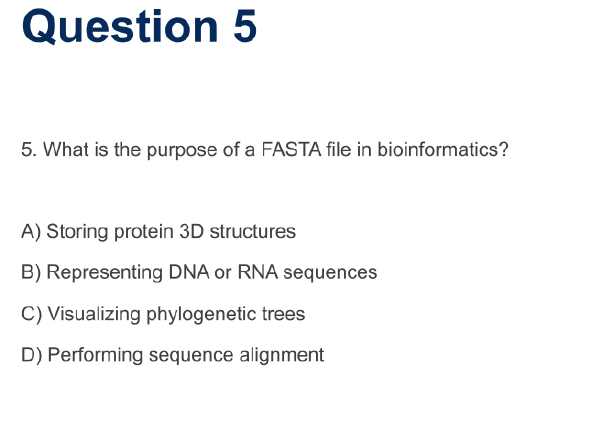 Question 5
5. What is the purpose of a FASTA file in bioinformatics?
A) Storing protein 3D structures
B) Representing DNA or RNA sequences
C) Visualizing phylogenetic trees
D) Performing sequence alignment